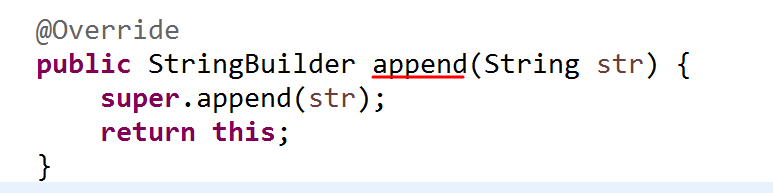 @Override
public StringBuilder append(String str) {
    super.append(str);
    return this;
}